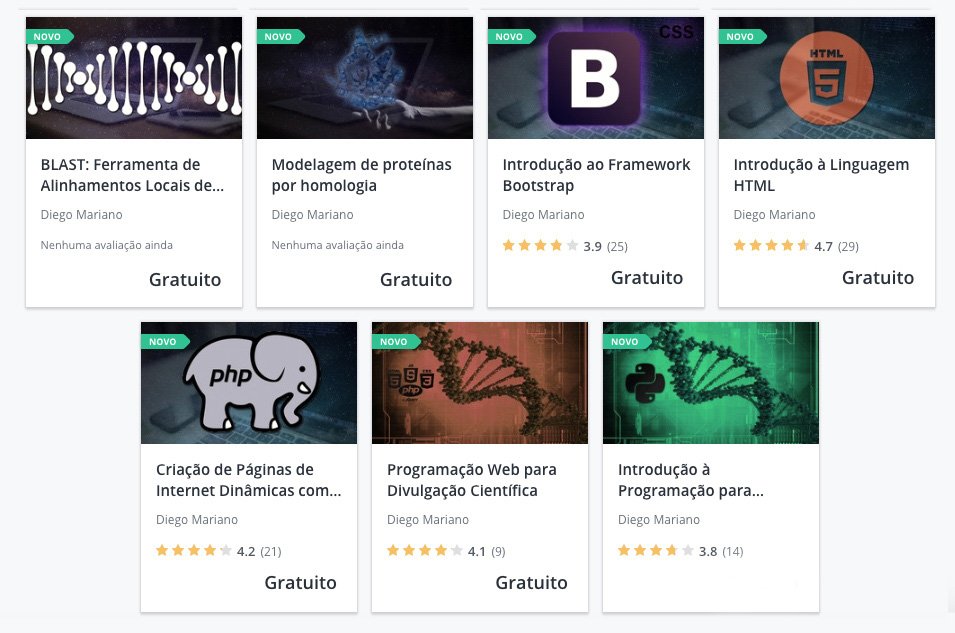 NOVO
BLAST: Ferramenta de
Alinhamentos Locais de...
Diego Mariano
Nenhuma avaliação ainda
Gratuito
NOVO
Modelagem de proteínas
por homologia
Diego Mariano
Nenhuma avaliação ainda
Gratuito
NOVO
CSS
B
Introdução ao Framework
Bootstrap
Diego Mariano
3.9 (25)
Gratuito
NOVO
HTML
5
Introdução à Linguagem
HTML
Diego Mariano
4.7 (29)
Gratuito
NOVO
php
Criação de Páginas de
Internet Dinâmicas com...
Diego Mariano
4.2 (21)
Gratuito
NOVO
5
3
php
Programação Web para
Divulgação Científica
Diego Mariano
4.1 (9)
Gratuito
NOVO
Introdução à
Programação para...
Diego Mariano
3.8 (14)